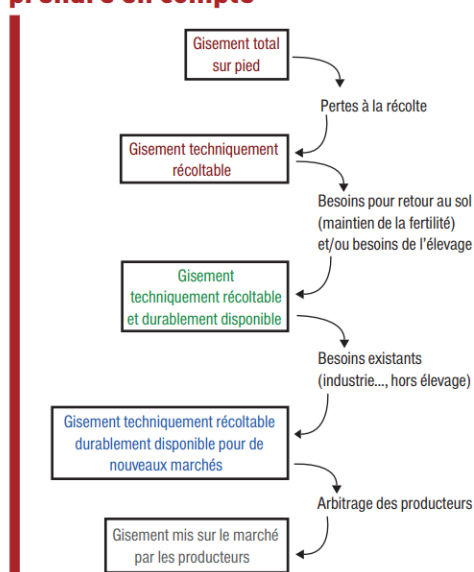 prendre en compte
Gisement total
sur pied
Pertes à la récolte
Gisement techniquement
récoltable
Besoins pour retour au sol
(maintien de la fertilité)
et/ou besoins de l'élevage
Gisement
techniquement récoltable
et durablement disponible
Besoins existants
(industrie..., hors élevage)
Gisement techniquement récoltable
durablement disponible pour de
nouveaux marchés
Arbitrage des producteurs
Gisement mis sur le marché
par les producteurs